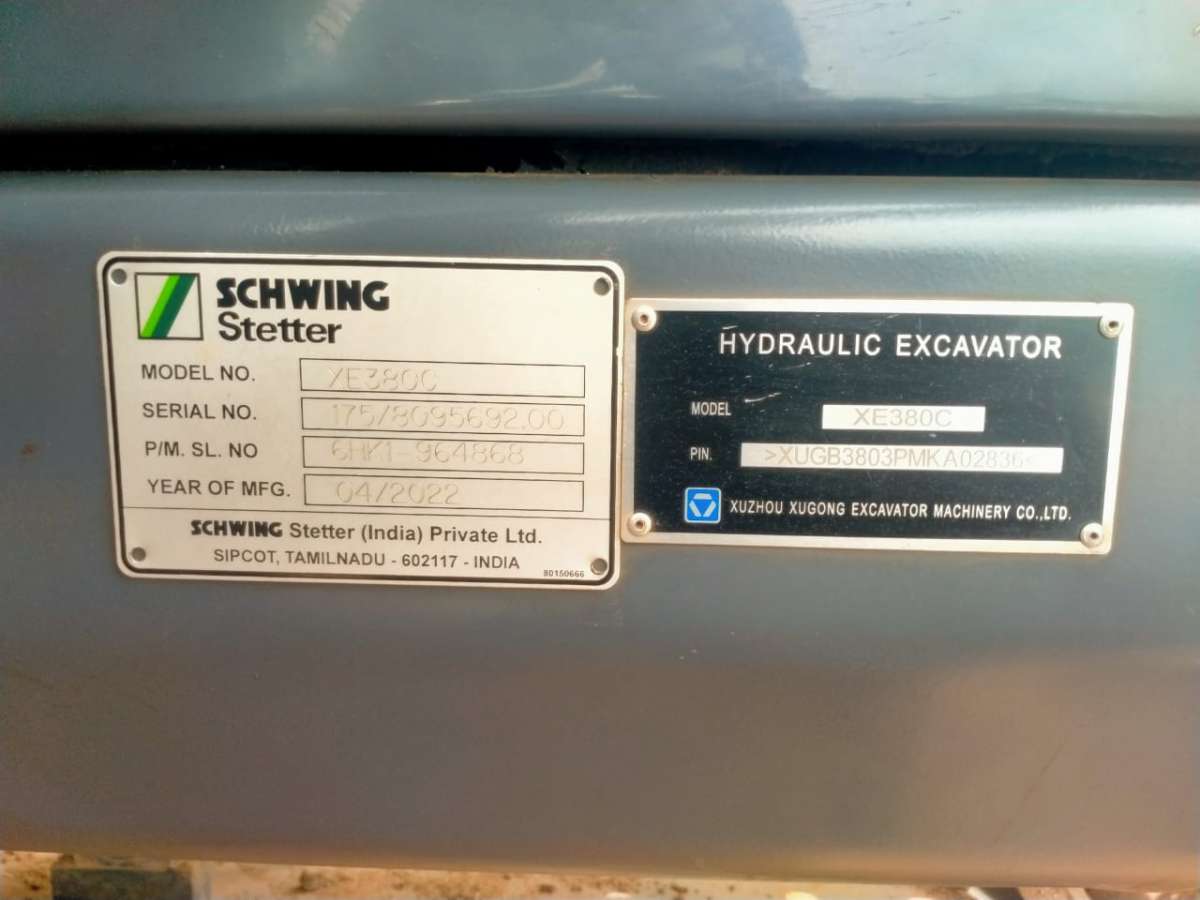 SCHWING
Stetter
MODEL NO. XE380C
SERIAL NO. 175/8095692.00
P/M. SL. NO 6HK1-964868
YEAR OF MFG. 04/2022
SCHWING Stetter (India) Private Ltd.
SIPCOT, TAMILNADU - 602117 - INDIA
80150666
HYDRAULIC EXCAVATOR
MODEL XE380C
PIN. >XUGB3803PMKA02836<
XUZHOU XUGONG EXCAVATOR MACHINERY CO.,LTD.